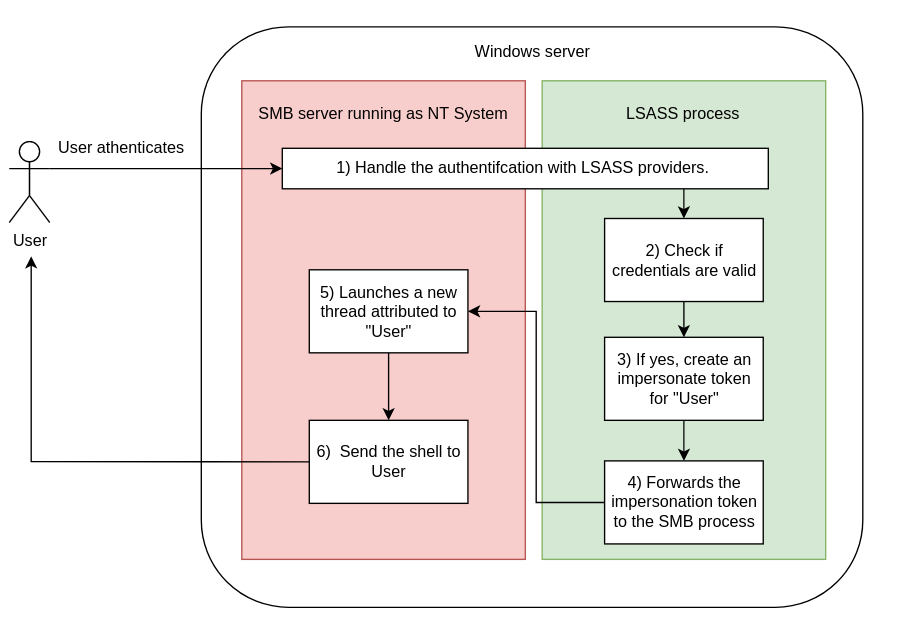 Windows server
SMB server running as NT System
LSASS process
User athenticates
User
1) Handle the authentifcation with LSASS providers.
2) Check if
credentials are valid
3) If yes, create an
impersonate token
for "User"
4) Forwards the
impersonation token
to the SMB process
5) Launches a new
thread attributed to
"User"
6)  Send the shell to
User